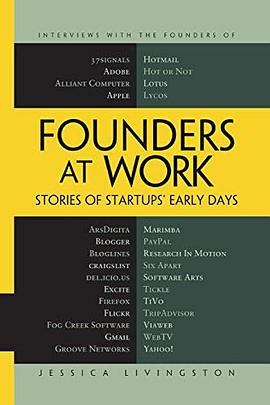 INTERVIEWS WITH THE FOUNDERS OF
37SIGNALS HOTMAIL
ADOBE HOT OR NOT
ALLIANT COMPUTER LOTUS
APPLE LYCOS
FOUNDERS
AT WORK
STORIES OF STARTUPS' EARLY DAYS
ARSDIGITA MARIMBA
BLOGGER PAYPAL
BLOGLINES RESEARCH IN MOTION
CRAIGSLIST SIX APART
DEL.ICIO.US SOFTWARE ARTS
EXCITE TICKLE
FIREFOX TIVO
FLICKR TRIPADVISOR
FOG CREEK SOFTWARE VIAWEB
GMAIL WEBTV
GROOVE NETWORKS YAHOO!
JESSICA LIVINGSTON